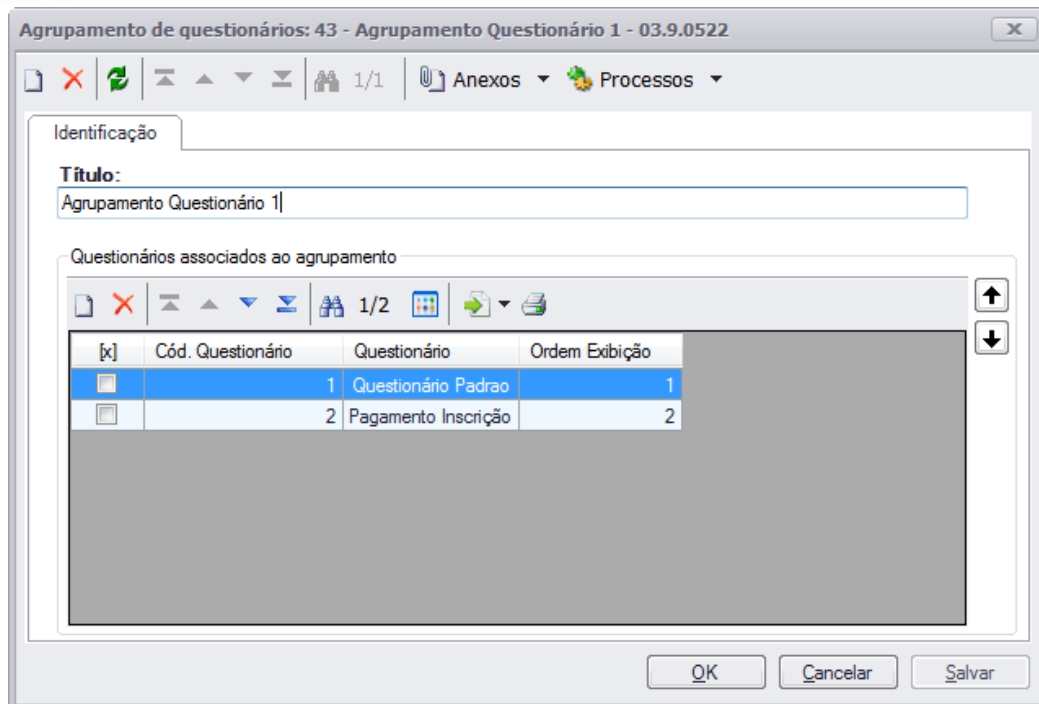 Agrupamento de questionários: 43 - Agrupamento Questionário 1 - 03.9.0522
1/1 Anexos Processos
Identificação
Título:
Agrupamento Questionário 1
Questionários associados ao agrupamento
1/2
[x] Cód. Questionário Questionário Ordem Exibição
1 Questionário Padrao 1
2 Pagamento Inscrição 2
OK Cancelar Salvar